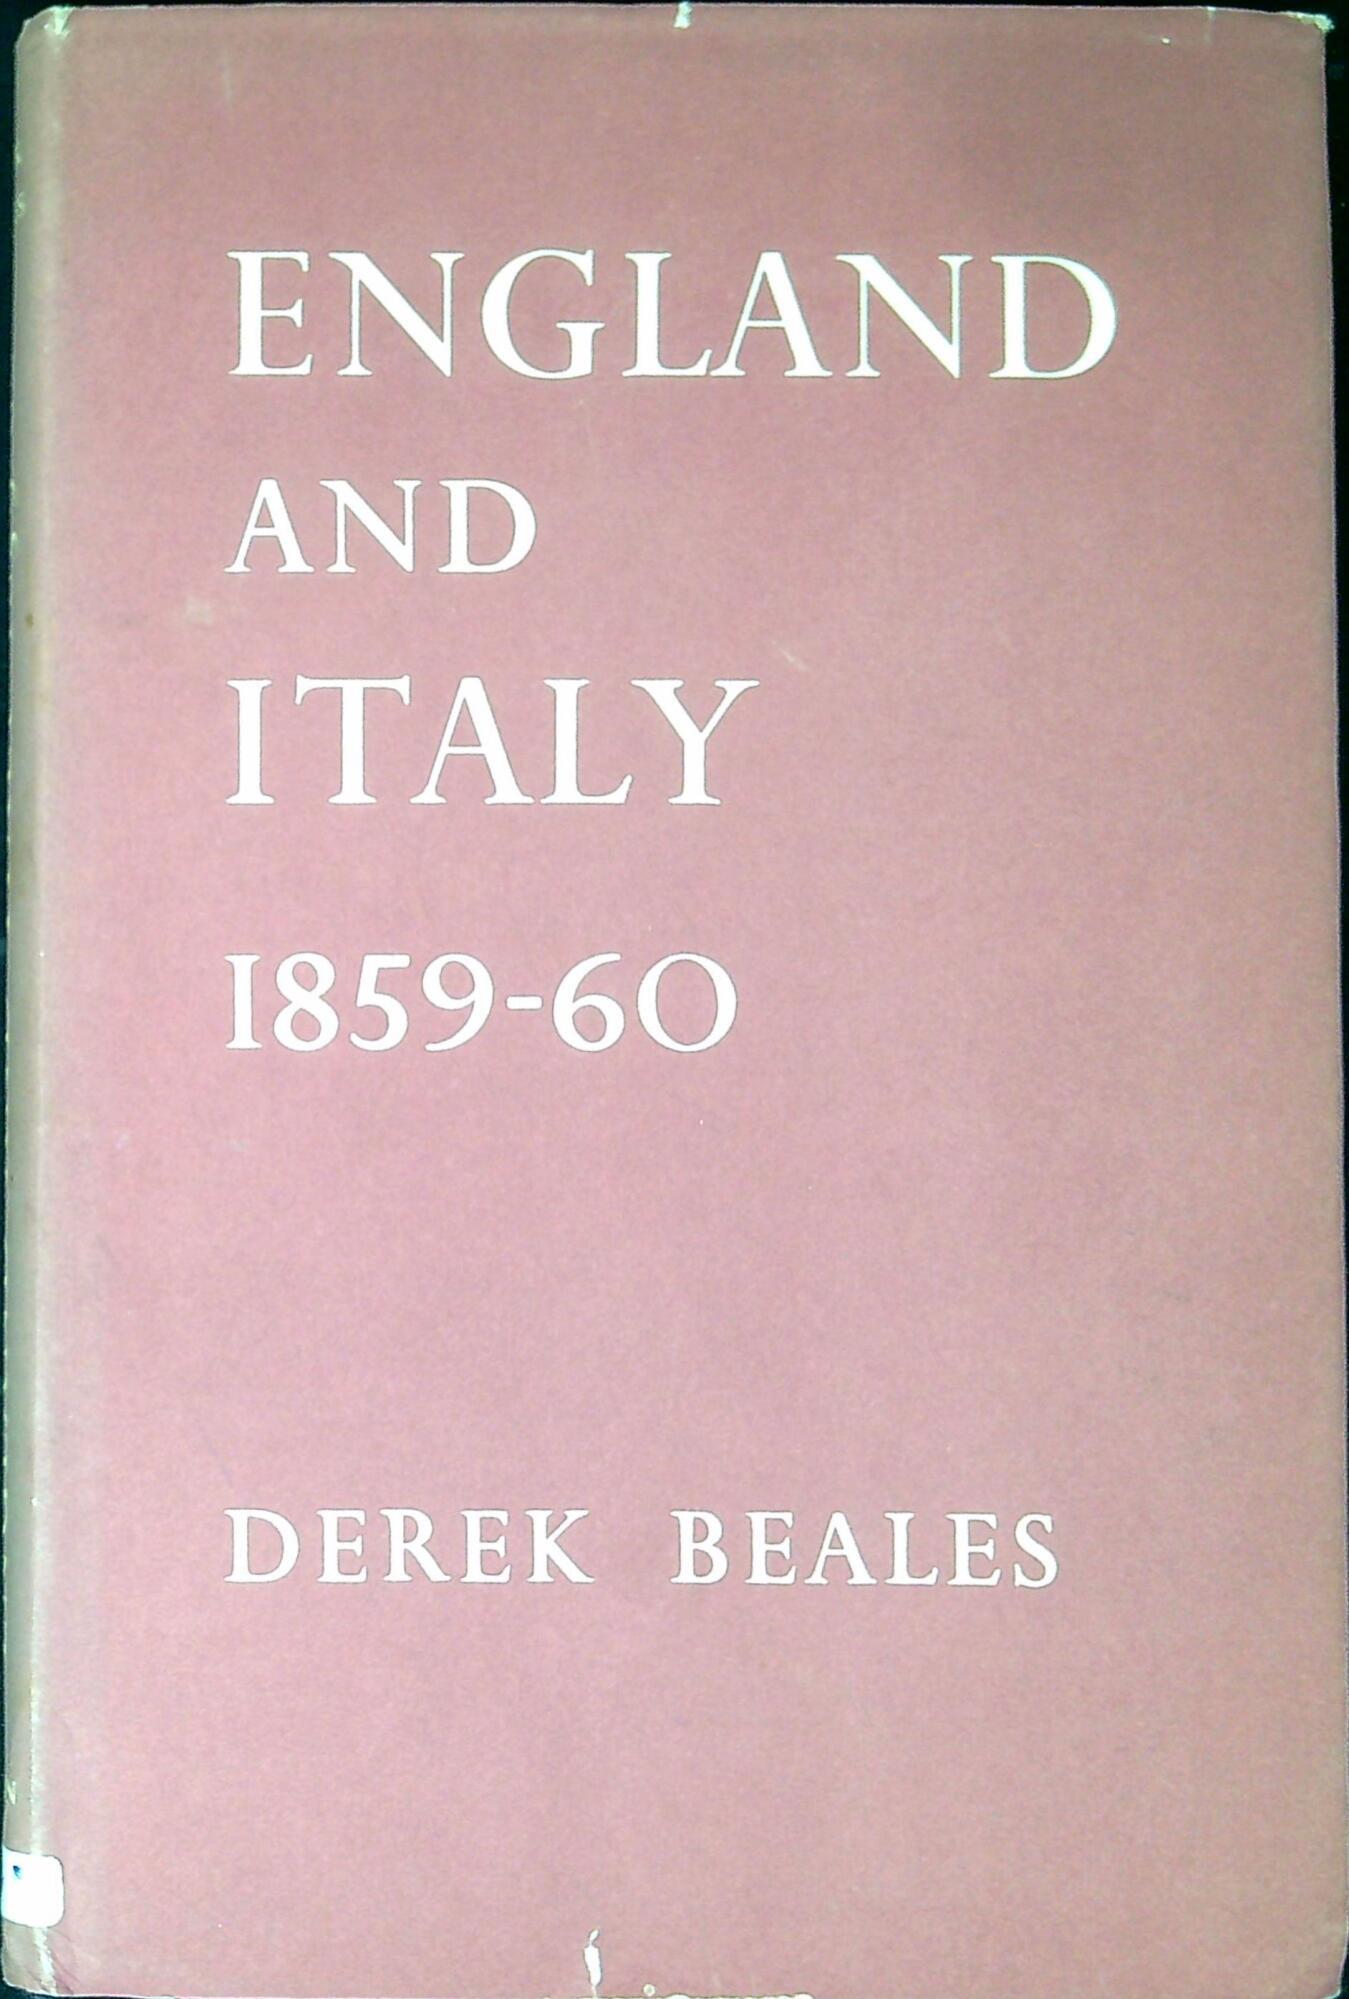 ENGLAND
AND
ITALY
1859-60
DEREK BEALES